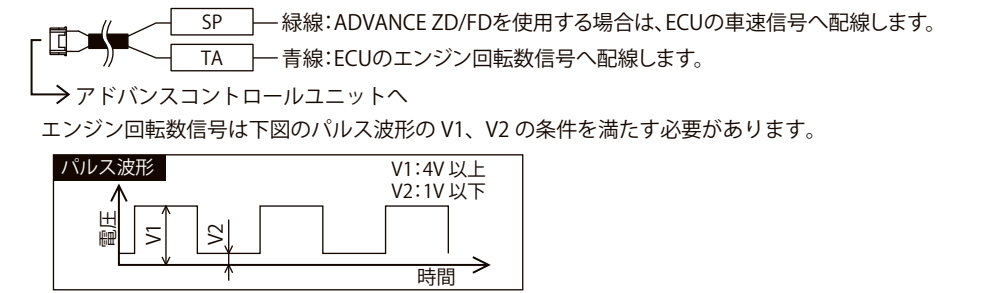 SP 緑線：ADVANCE ZD/FDを使用する場合は、ECUの車速信号へ配線します。
TA 青線：ECUのエンジン回転数信号へ配線します。
アドバンスコントロールユニットへ
エンジン回転数信号は下図のパルス波形の V1、V2 の条件を満たす必要があります。
パルス波形
V1：4V 以上
V2：1V 以下
電圧
V1
V2
時間